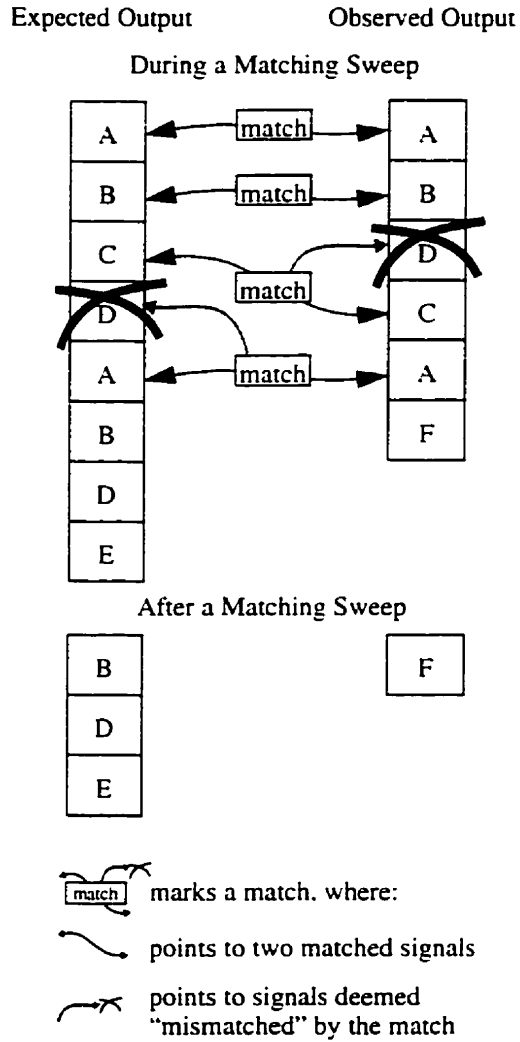 Expected Output Observed Output
During a Matching Sweep
A match A
B match B
C D
match
D C
A match A
B F
D
E
After a Matching Sweep
B F
D
E
match marks a match. where:
points to two matched signals
points to signals deemed
"mismatched" by the match